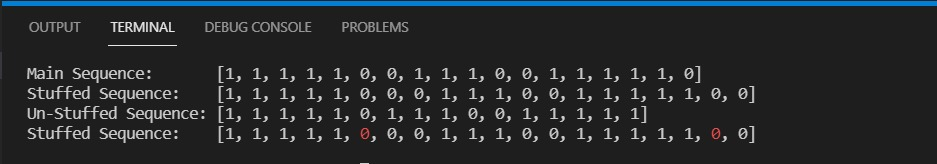 OUTPUT TERMINAL DEBUG CONSOLE PROBLEMS
Main Sequence: [1, 1, 1, 1, 1, 0, 0, 1, 1, 1, 0, 0, 1, 1, 1, 1, 1, 0]
Stuffed Sequence: [1, 1, 1, 1, 1, 0, 0, 0, 1, 1, 1, 0, 0, 1, 1, 1, 1, 1, 0, 0]
Un-Stuffed Sequence: [1, 1, 1, 1, 1, 0, 1, 1, 1, 0, 0, 1, 1, 1, 1, 1]
Stuffed Sequence: [1, 1, 1, 1, 1, 0, 0, 0, 1, 1, 1, 0, 0, 1, 1, 1, 1, 1, 0, 0]